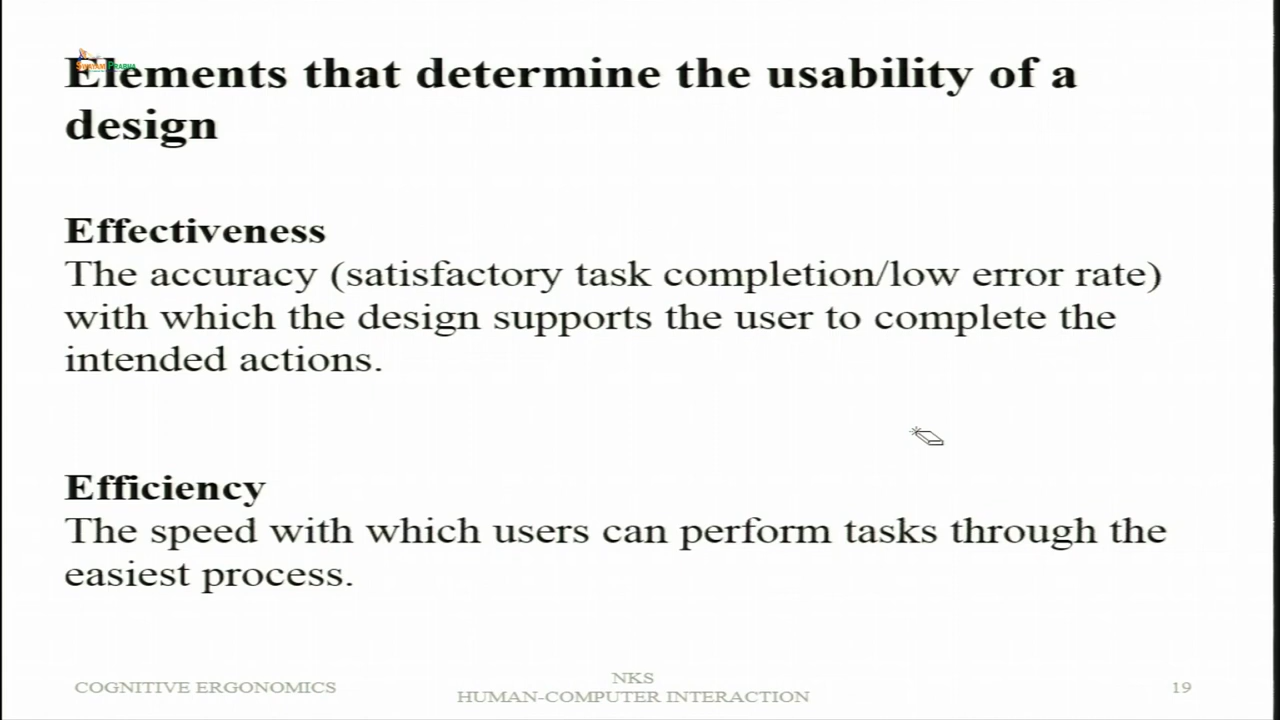 Elements that determine the usability of a
design
Effectiveness
The accuracy (satisfactory task completion/low error rate)
with which the design supports the user to complete the
intended actions.
Efficiency
The speed with which users can perform tasks through the
easiest process.
COGNITIVE ERGONOMICS
NKS
HUMAN-COMPUTER INTERACTION
19